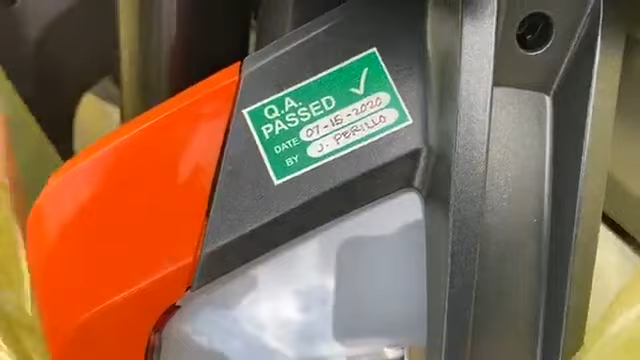 Q.A.
PASSED ✓
DATE 07-15-2020
BY J. PERILLO